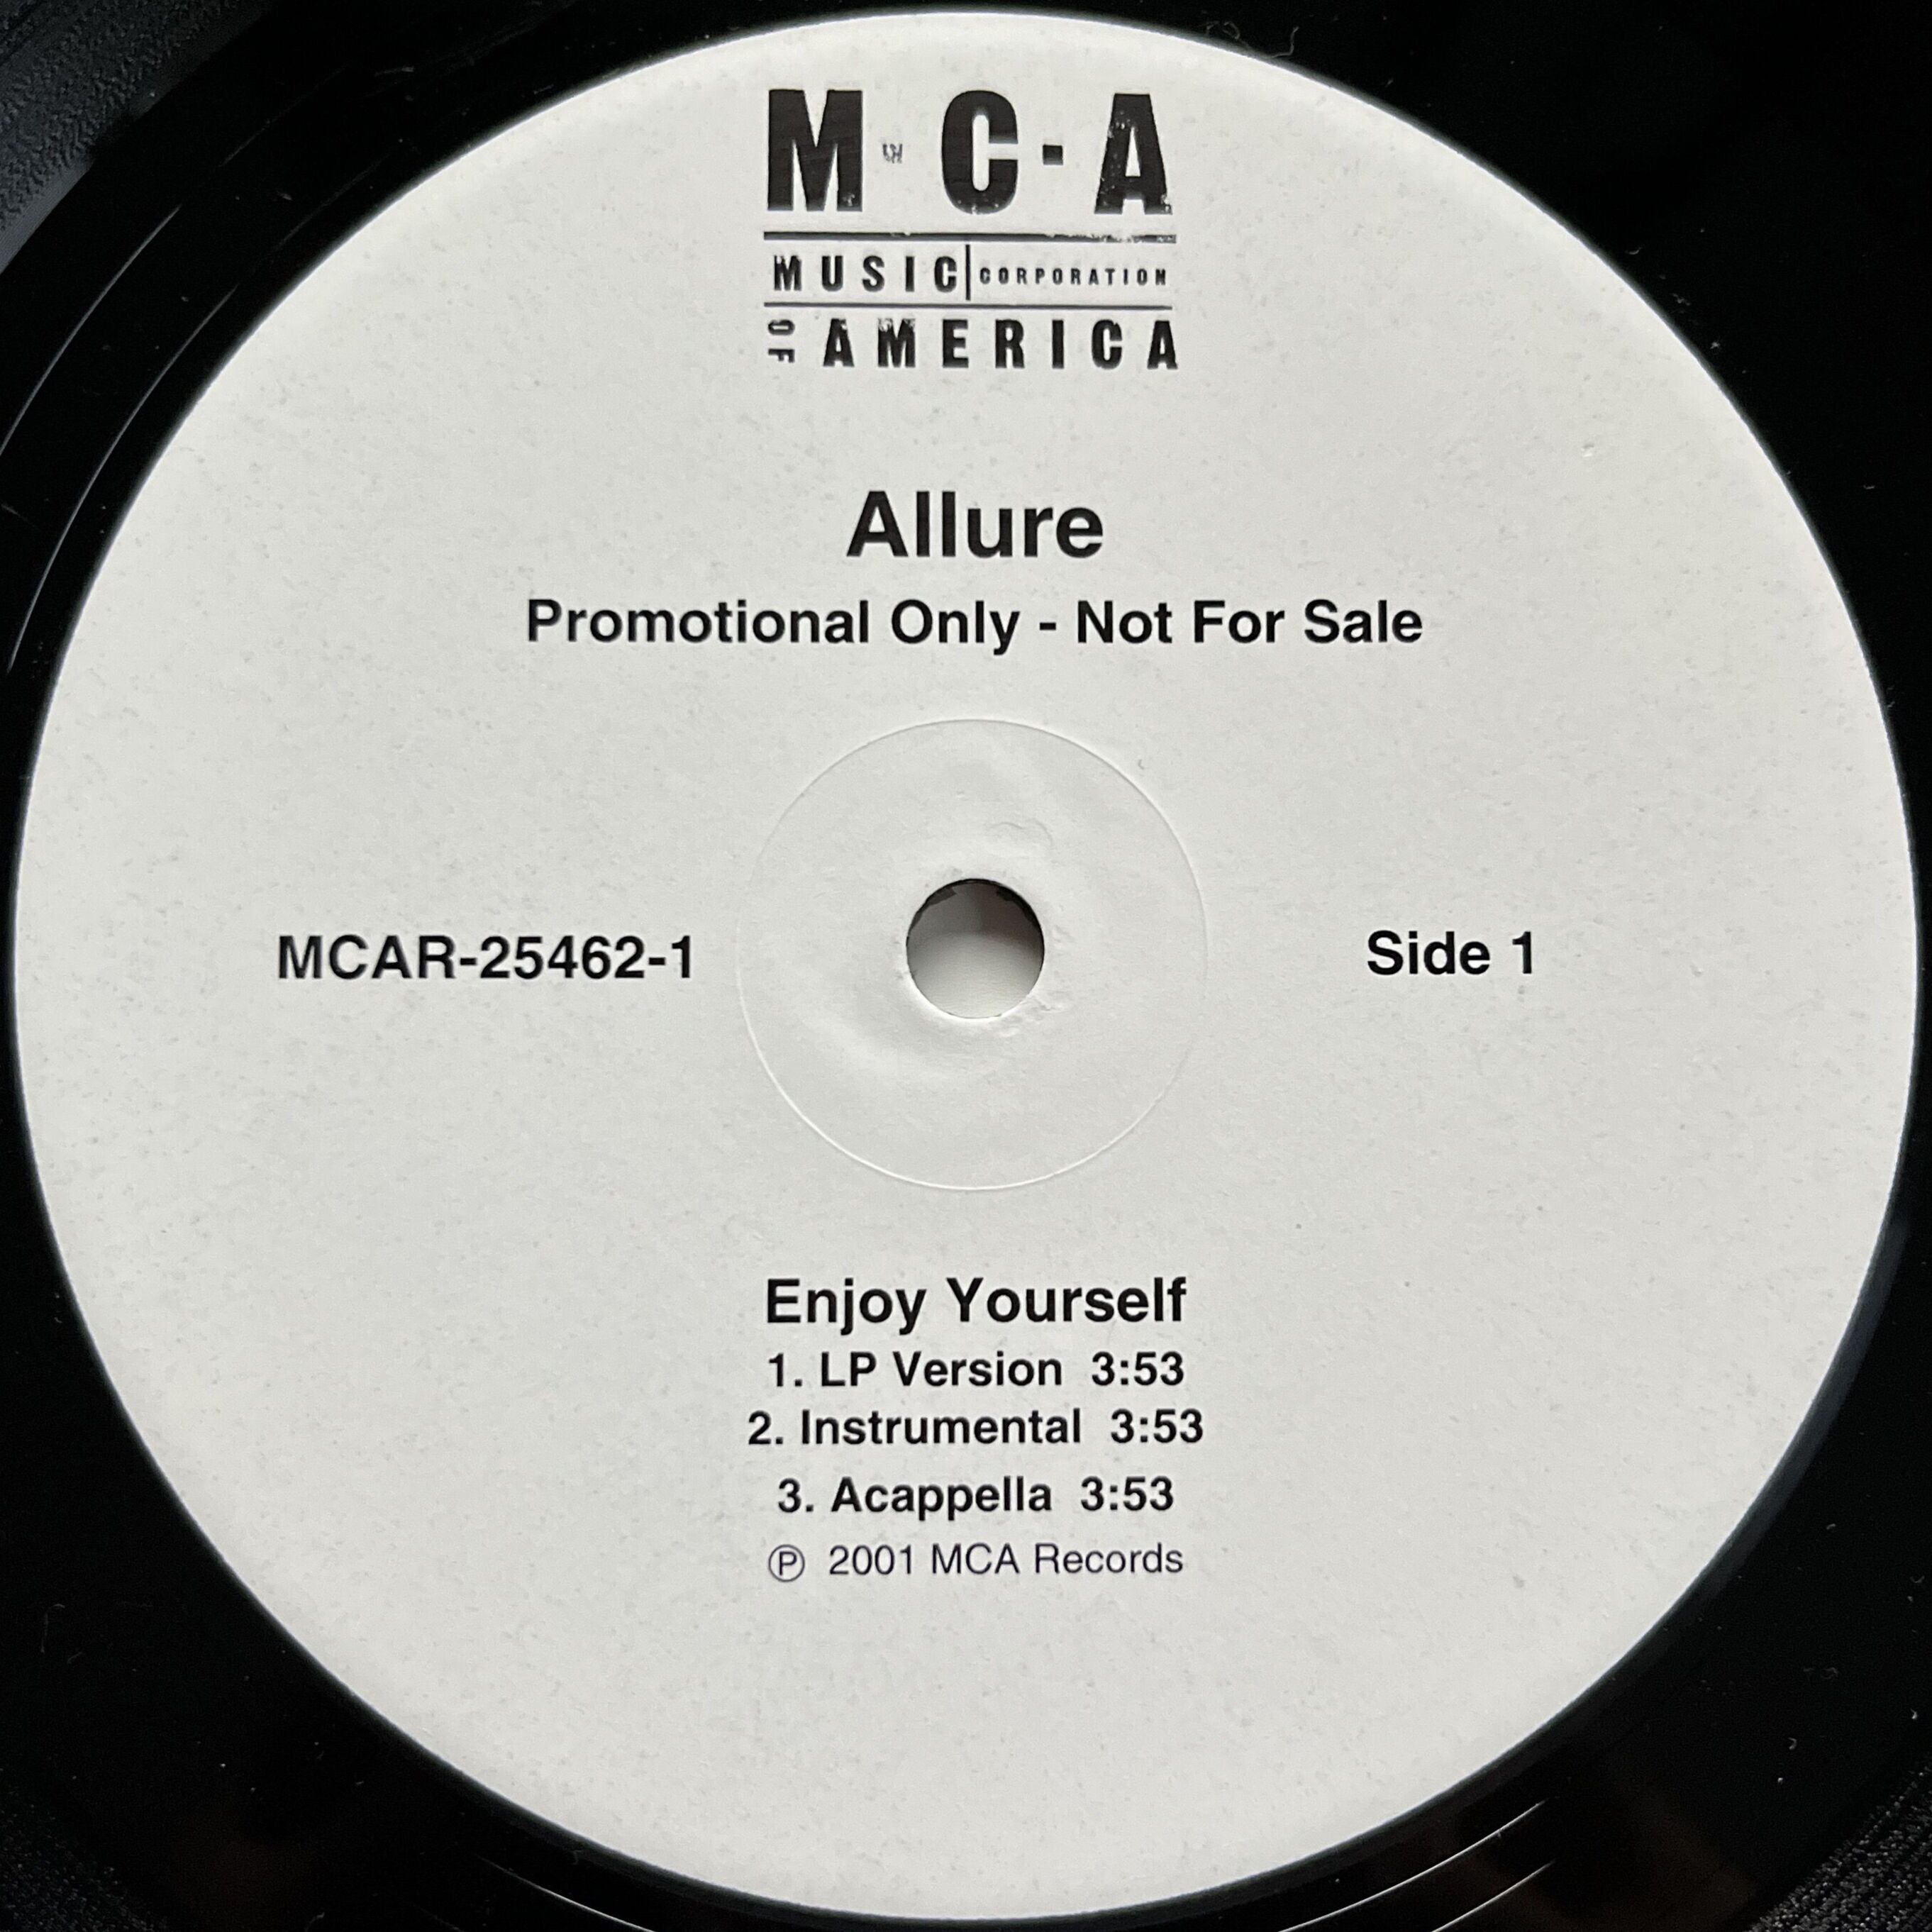 M·C·A
MUSIC CORPORATION
OF AMERICA
Allure
Promotional Only - Not For Sale
MCAR-25462-1
Side 1
Enjoy Yourself
1. LP Version 3:53
2. Instrumental 3:53
3. Acappella 3:53
℗ 2001 MCA Records